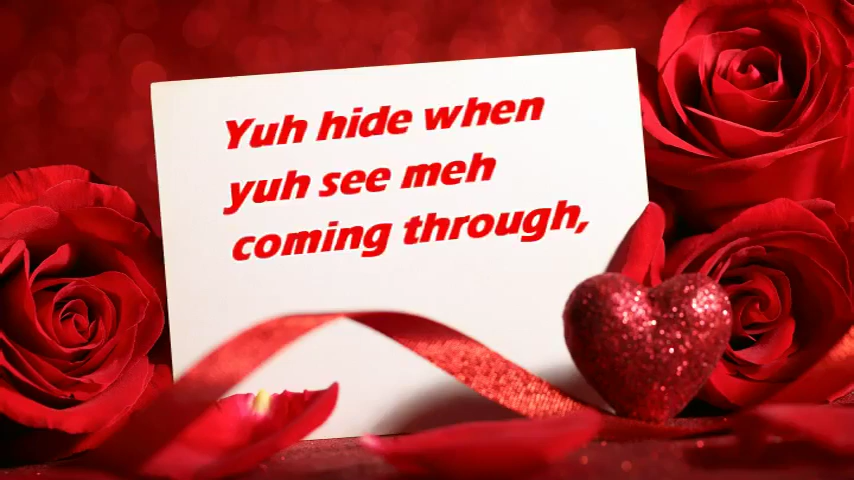 Yuh hide when
yuh see meh
coming through,